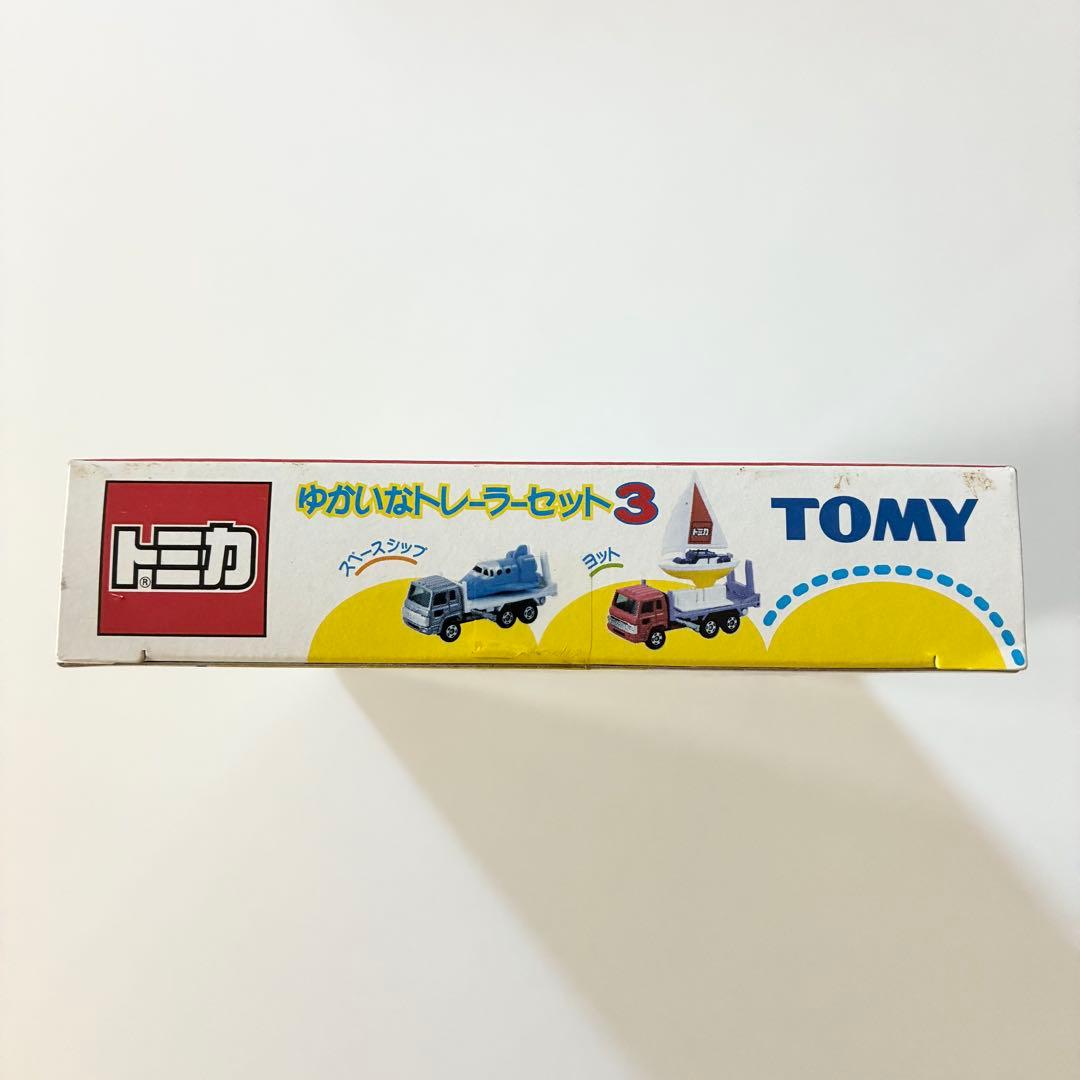 トミカ®
ゆかいなトレーラーセット3
TOMY
スペースシップ
ヨット
トミカ